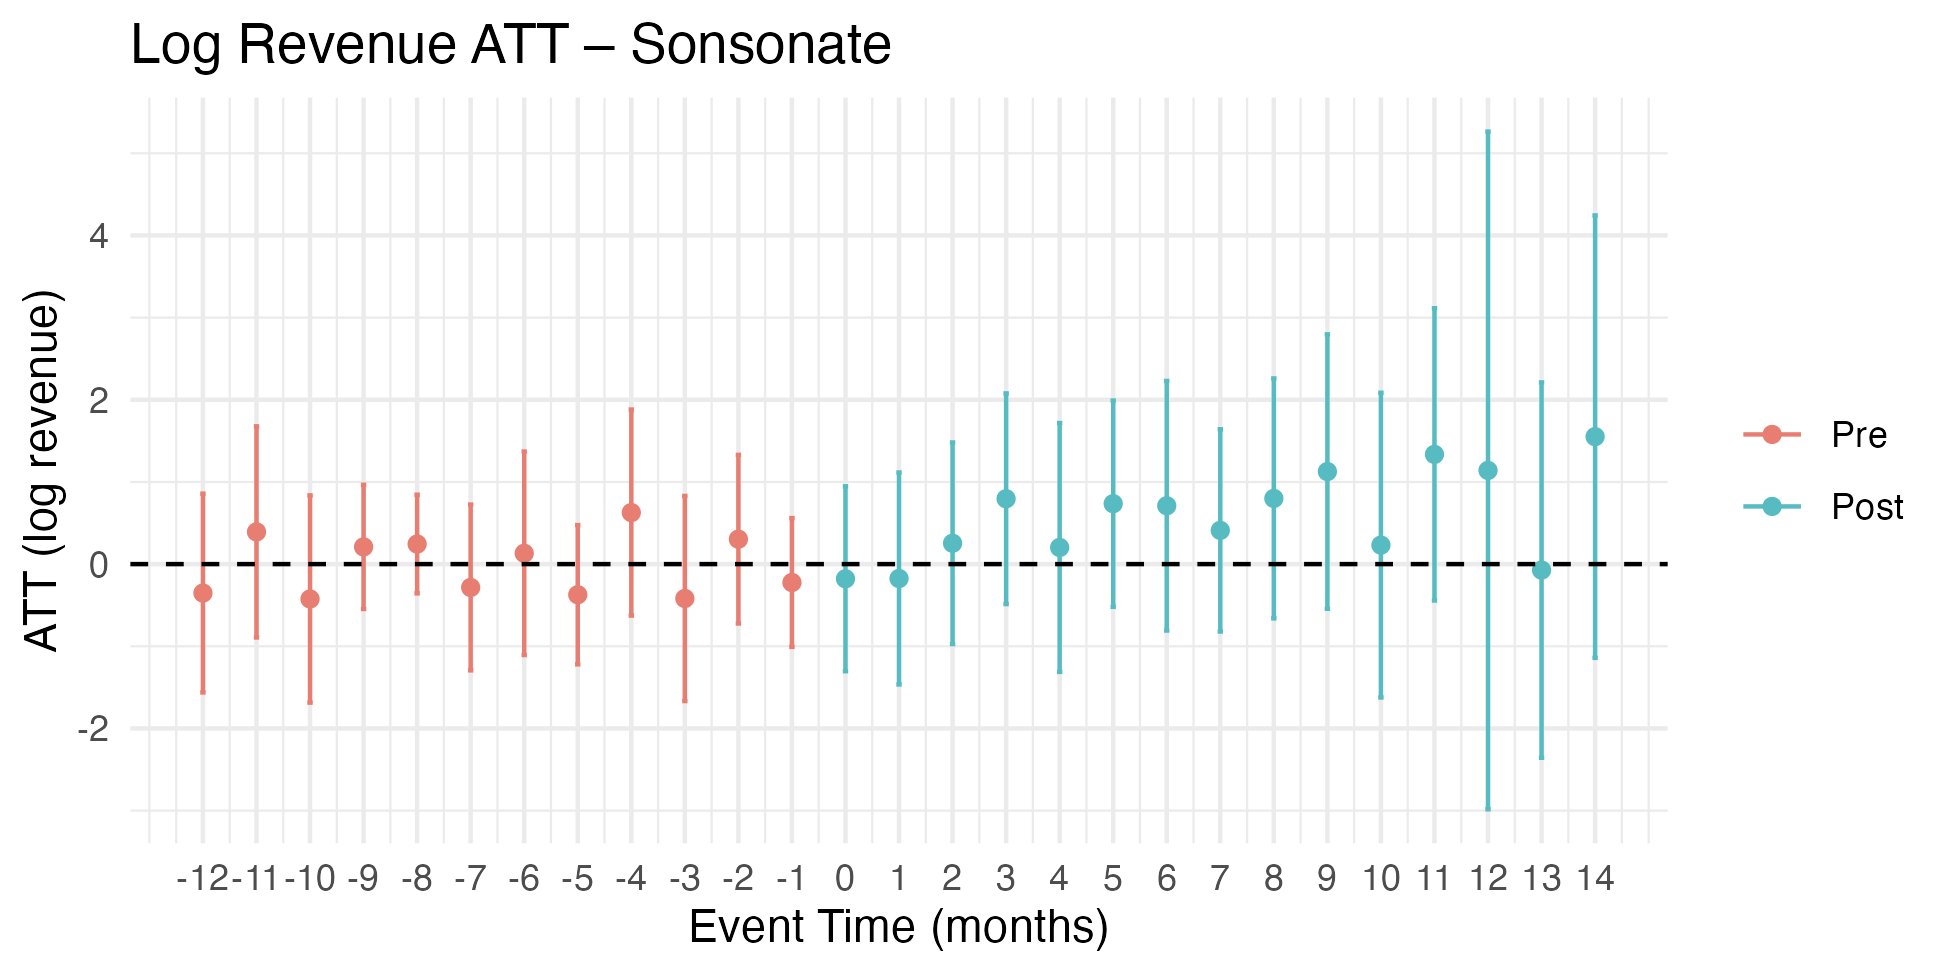 Log Revenue ATT – Sonsonate
ATT (log revenue)
4
2
0
-2
-12 -11 -10 -9 -8 -7 -6 -5 -4 -3 -2 -1 0 1 2 3 4 5 6 7 8 9 10 11 12 13 14
Event Time (months)
Pre
Post